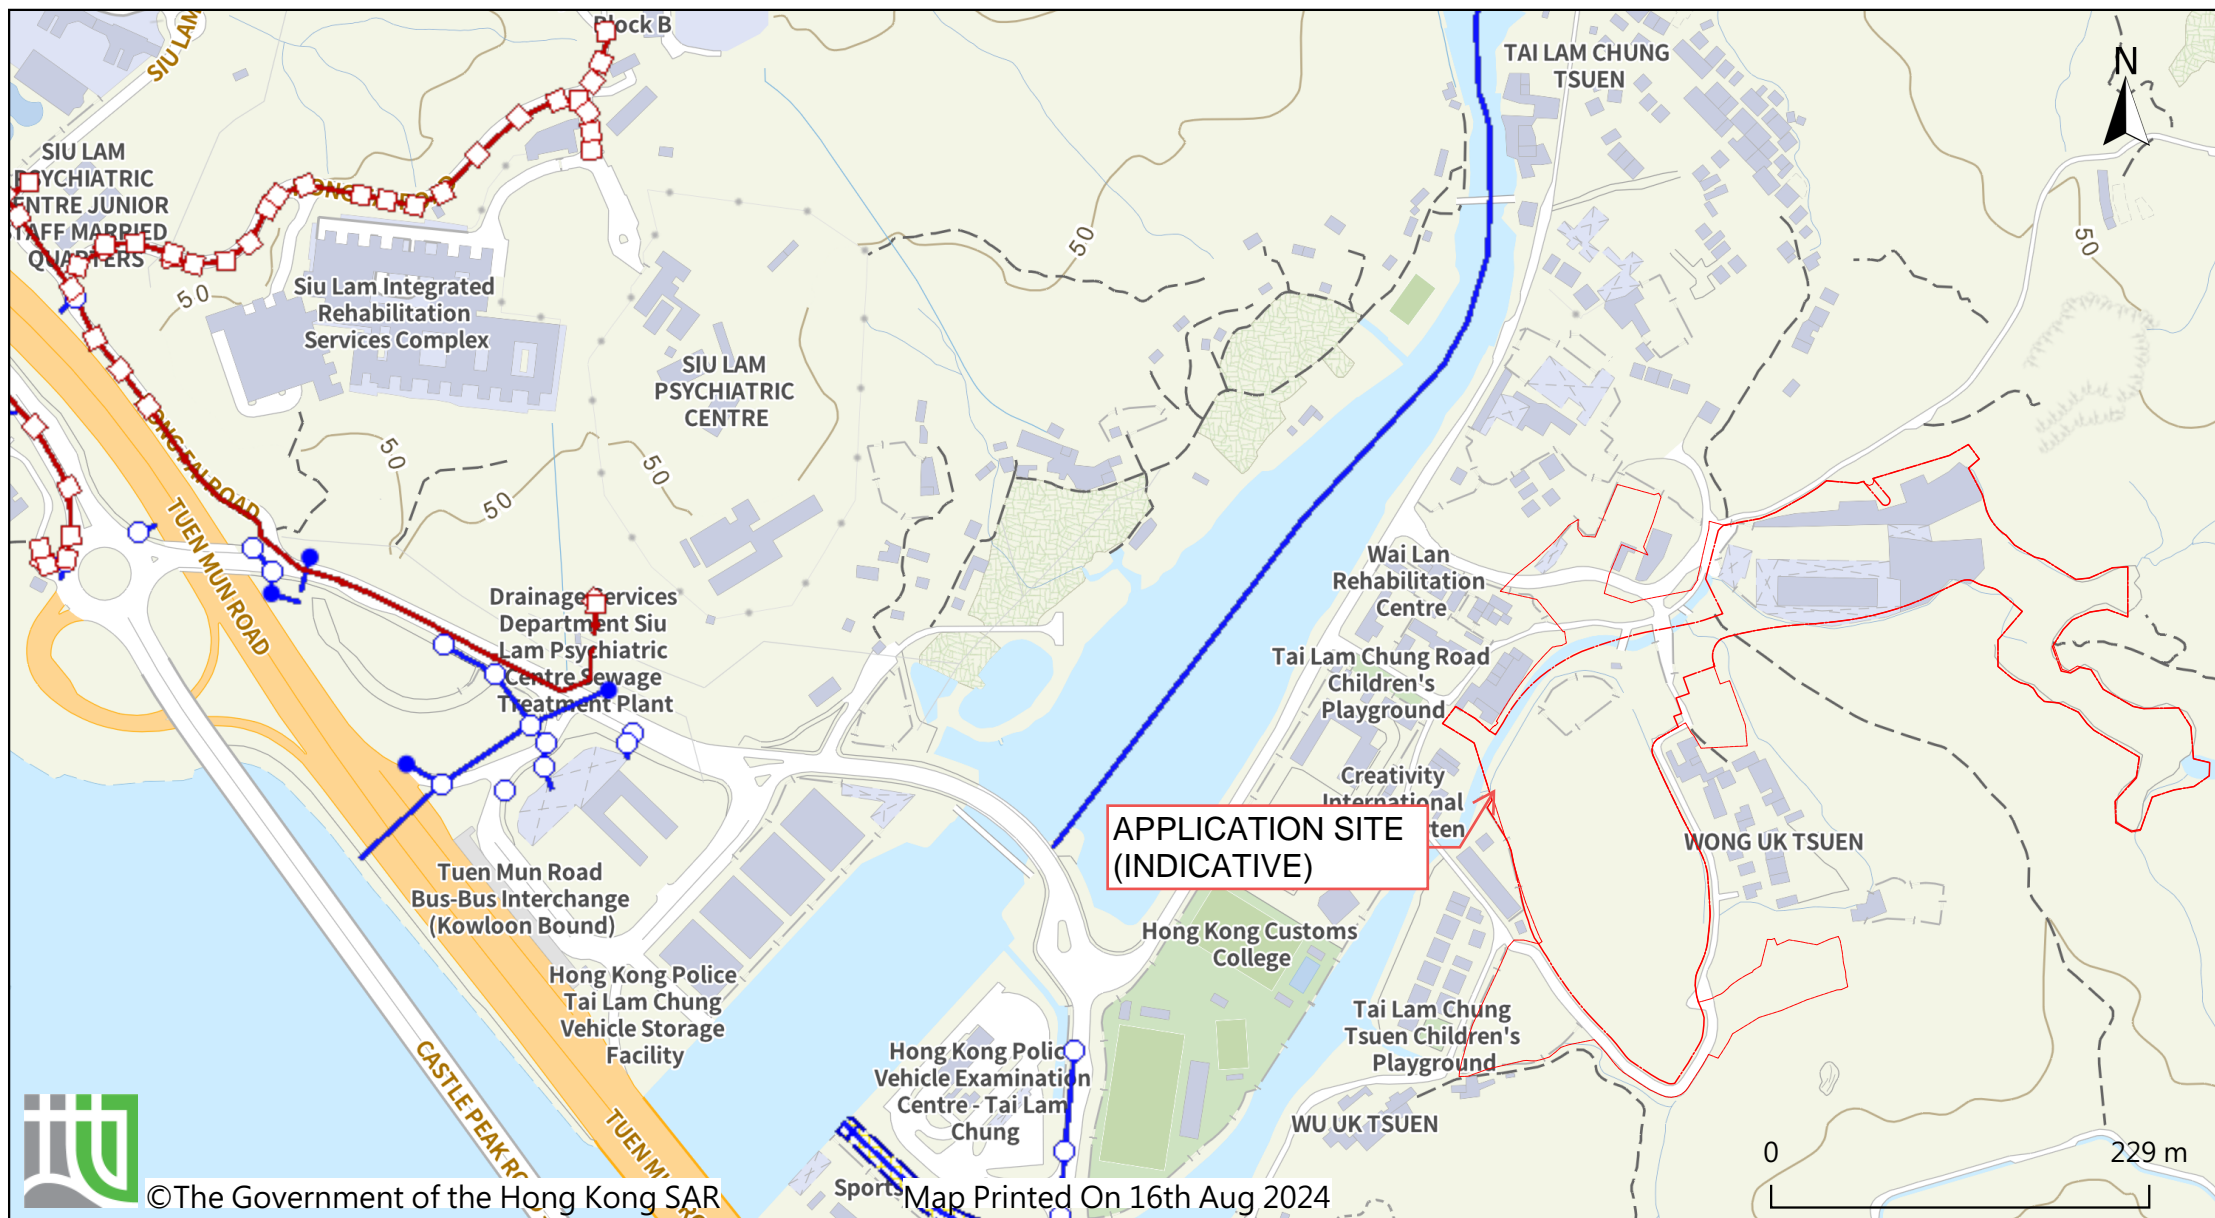 Block B
SIU LAM
TAI LAM CHUNG
TSUEN
N
SIU LAM
PSYCHIATRIC
CENTRE JUNIOR
STAFF MARRIED
QUARTERS
50
50
50
Siu Lam Integrated
Rehabilitation
Services Complex
SIU LAM
PSYCHIATRIC
CENTRE
50
50
50
TUEN MUN ROAD
Wai Lan
Rehabilitation
Centre
Drainage Services
Department Siu
Lam Psychiatric
Centre Sewage
Treatment Plant
Tai Lam Chung Road
Children's
Playground
Creativity
International
APPLICATION SITE
(INDICATIVE)
WONG UK TSUEN
Tuen Mun Road
Bus-Bus Interchange
(Kowloon Bound)
Hong Kong Customs
College
Hong Kong Police
Tai Lam Chung
Vehicle Storage
Facility
Tai Lam Chung
Tsuen Children's
Playground
Hong Kong Police
Vehicle Examination
Centre - Tai Lam
Chung
WU UK TSUEN
CASTLE PEAK RO
TUEN MU
0
229 m
Sports
©The Government of the Hong Kong SAR
Map Printed On 16th Aug 2024